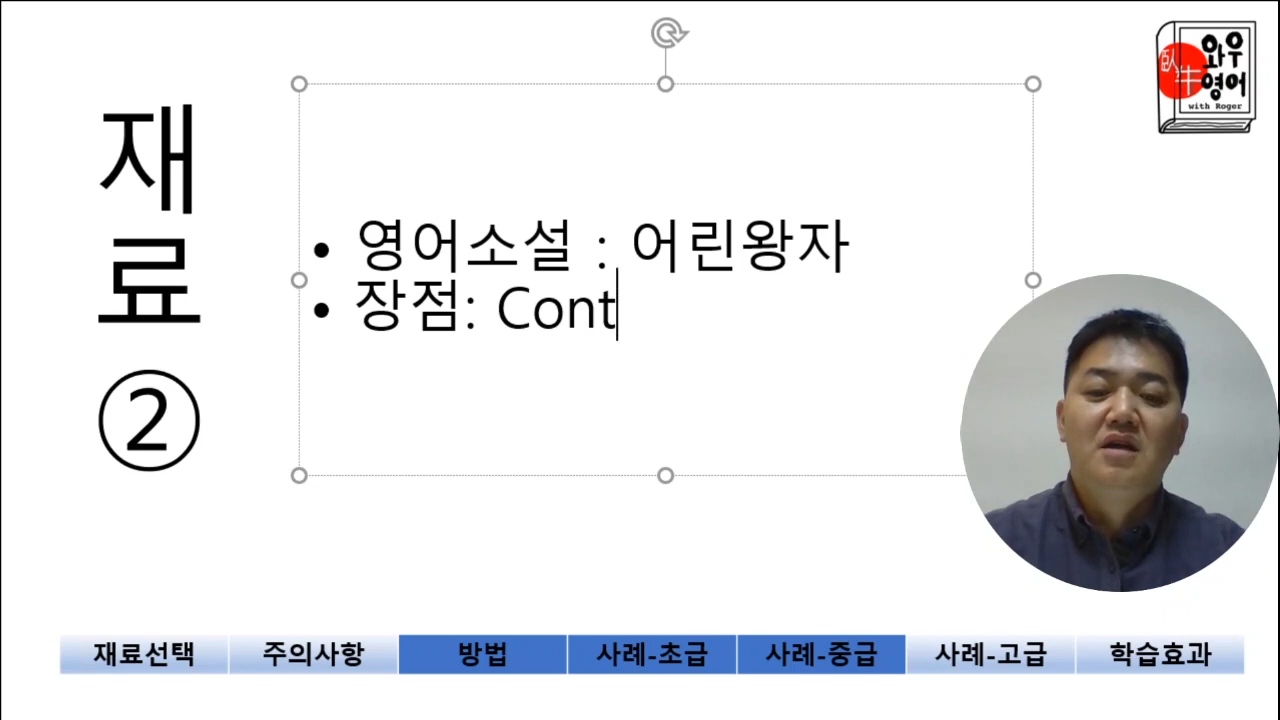 재
료
②
• 영어소설 : 어린왕자
• 장점: Cont
臥牛
와우
영어
with Roger
재료선택 주의사항 방법 사례-초급 사례-중급 사례-고급 학습효과